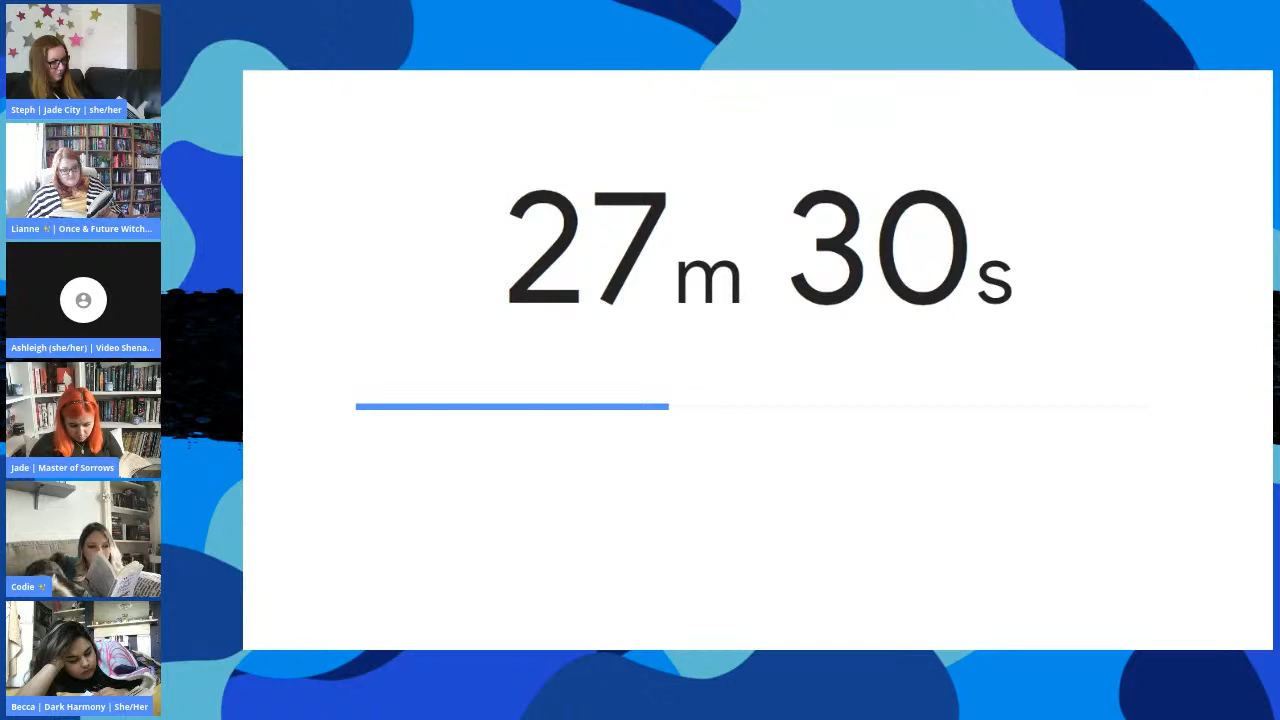 Steph | Jade City | she/her
Lianne ✨| Once & Future Witch...
Ashleigh (she/her) | Video Shena...
Jade | Master of Sorrows
Codie ✨
Becca | Dark Harmony | She/Her
27m 30s